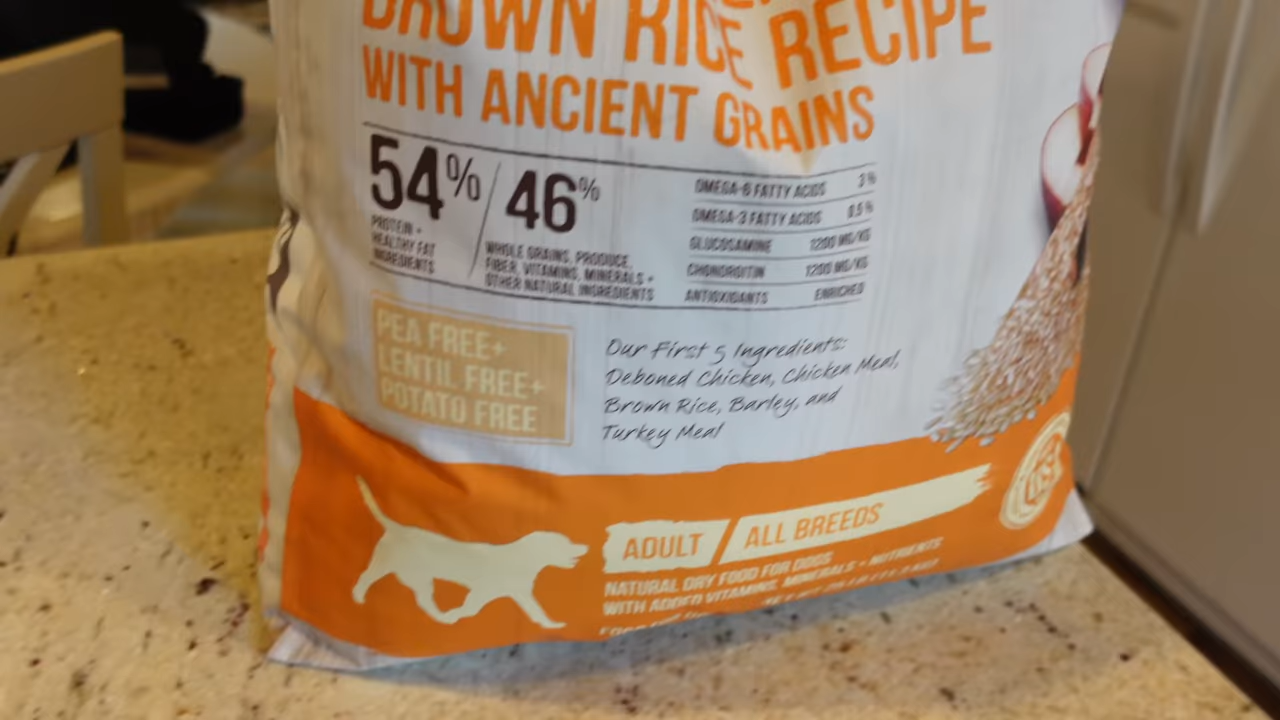 BROWN RICE RECIPE
WITH ANCIENT GRAINS
54% / 46%
PROTEIN +
HEALTHY FAT
INGREDIENTS
WHOLE GRAINS, PRODUCE,
FIBER, VITAMINS, MINERALS +
OTHER NATURAL INGREDIENTS
OMEGA-6 FATTY ACIDS 3%
OMEGA-3 FATTY ACIDS 0.5%
GLUCOSAMINE 1200 MG/KG
CHONDROITIN 1200 MG/KG
ANTIOXIDANTS ENRICHED
PEA FREE+
LENTIL FREE+
POTATO FREE
Our First 5 Ingredients:
Deboned Chicken, Chicken Meal,
Brown Rice, Barley, and
Turkey Meal
ADULT / ALL BREEDS
NATURAL DRY FOOD FOR DOGS
WITH ADDED VITAMINS, MINERALS + NUTRIENTS